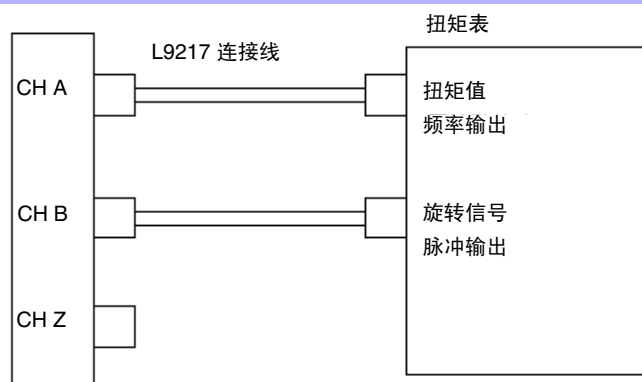 扭矩表
L9217 连接线
CH A
扭矩值
频率输出
CH B
旋转信号
脉冲输出
CH Z